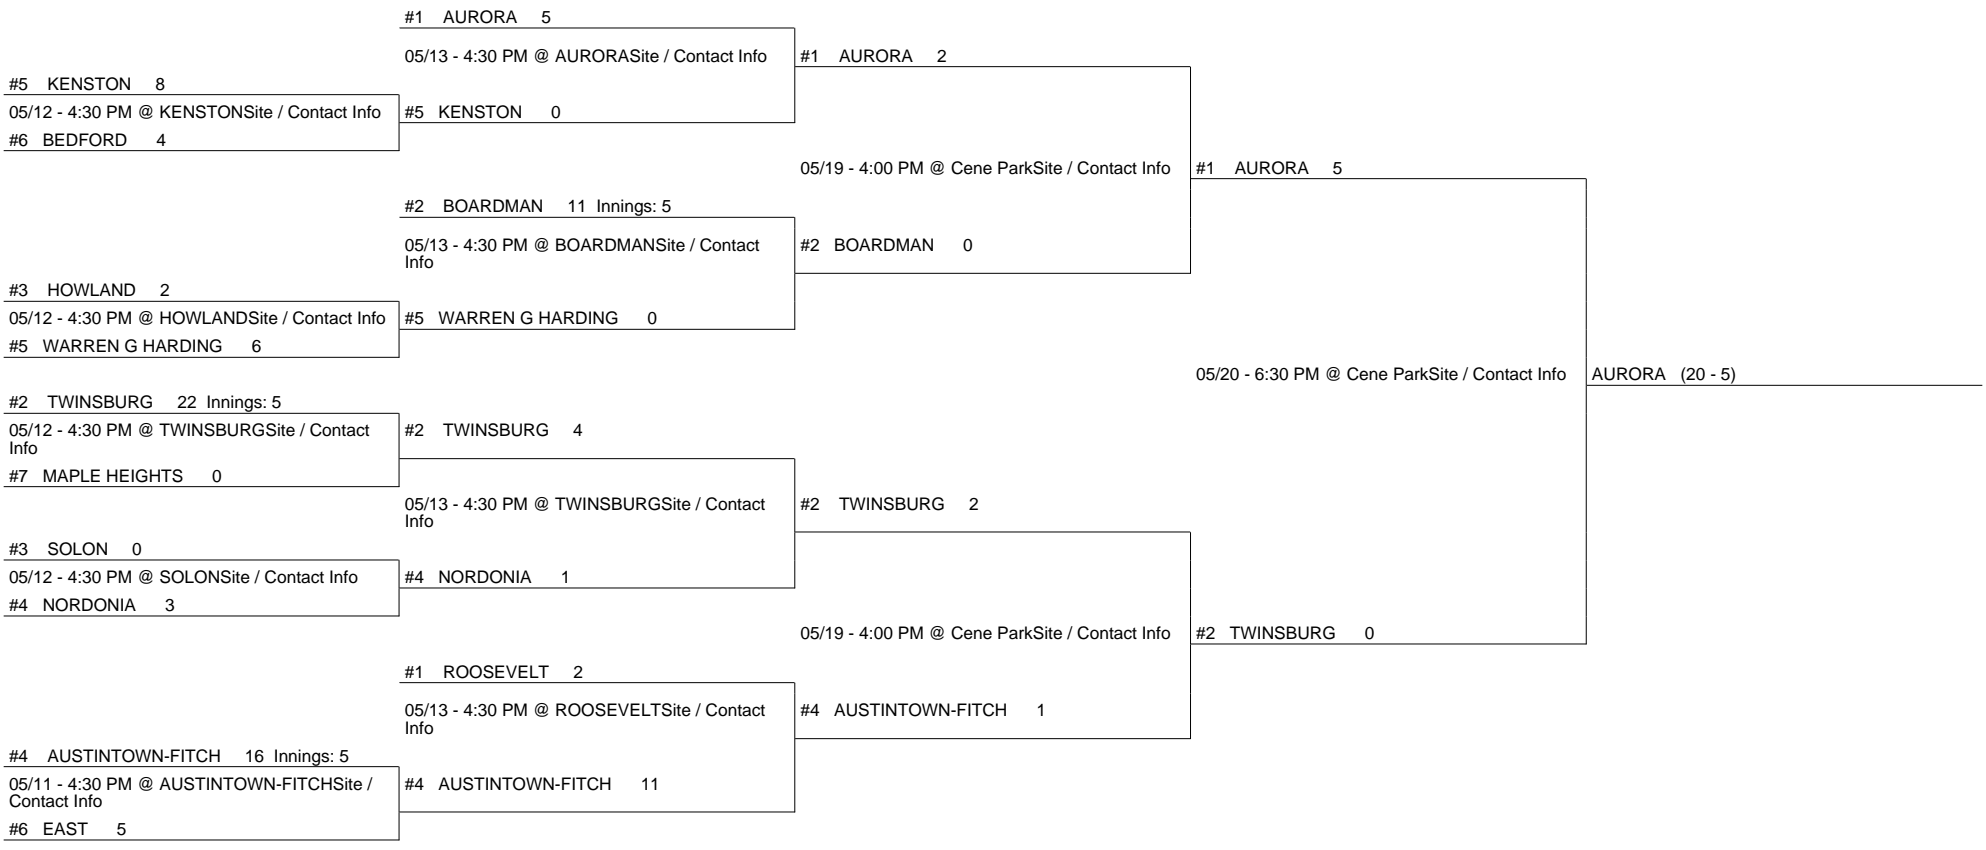 #1 AURORA 5
05/13 - 4:30 PM @ AURORASite / Contact Info
#1 AURORA 2
#5 KENSTON 8
05/12 - 4:30 PM @ KENSTONSite / Contact Info
#5 KENSTON 0
#6 BEDFORD 4
05/19 - 4:00 PM @ Cene ParkSite / Contact Info
#1 AURORA 5
#2 BOARDMAN 11 Innings: 5
05/13 - 4:30 PM @ BOARDMANSite / Contact
Info
#2 BOARDMAN 0
#3 HOWLAND 2
05/12 - 4:30 PM @ HOWLANDSite / Contact Info
#5 WARREN G HARDING 0
#5 WARREN G HARDING 6
05/20 - 6:30 PM @ Cene ParkSite / Contact Info
AURORA (20 - 5)
#2 TWINSBURG 22 Innings: 5
05/12 - 4:30 PM @ TWINSBURGSite / Contact
Info
#2 TWINSBURG 4
#7 MAPLE HEIGHTS 0
05/13 - 4:30 PM @ TWINSBURGSite / Contact
Info
#2 TWINSBURG 2
#3 SOLON 0
05/12 - 4:30 PM @ SOLONSite / Contact Info
#4 NORDONIA 1
#4 NORDONIA 3
05/19 - 4:00 PM @ Cene ParkSite / Contact Info
#2 TWINSBURG 0
#1 ROOSEVELT 2
05/13 - 4:30 PM @ ROOSEVELTSite / Contact
Info
#4 AUSTINTOWN-FITCH 1
#4 AUSTINTOWN-FITCH 16 Innings: 5
05/11 - 4:30 PM @ AUSTINTOWN-FITCHSite /
Contact Info
#4 AUSTINTOWN-FITCH 11
#6 EAST 5